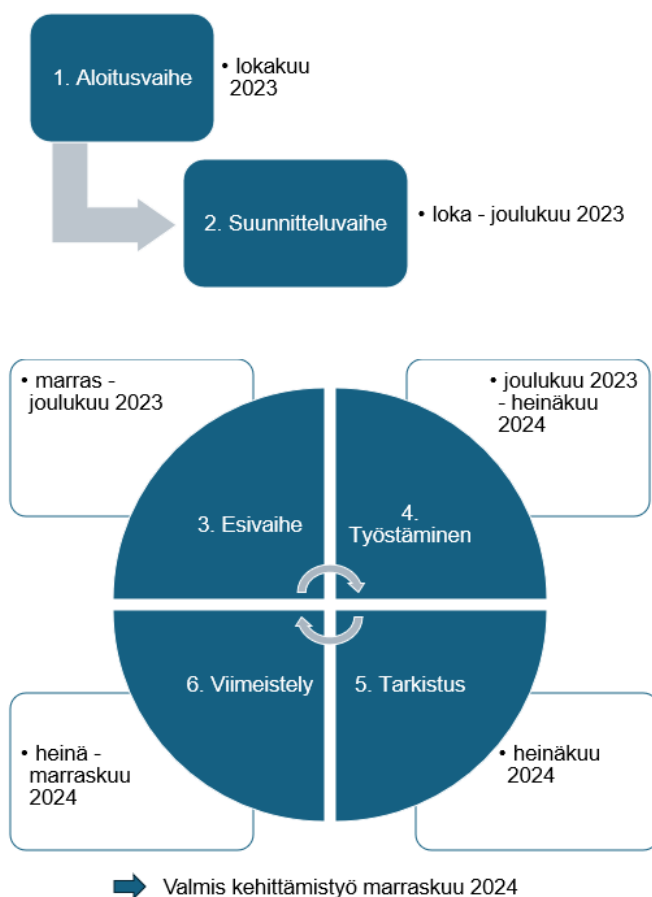 1. Aloitusvaihe
• lokakuu
2023
2. Suunnitteluvaihe
• loka - joulukuu 2023
• marras -
joulukuu 2023
• joulukuu 2023
- heinäkuu
2024
3. Esivaihe
4.
Työstäminen
6. Viimeistely
5. Tarkistus
• heinä -
marraskuu
2024
• heinäkuu
2024
Valmis kehittämistyö marraskuu 2024